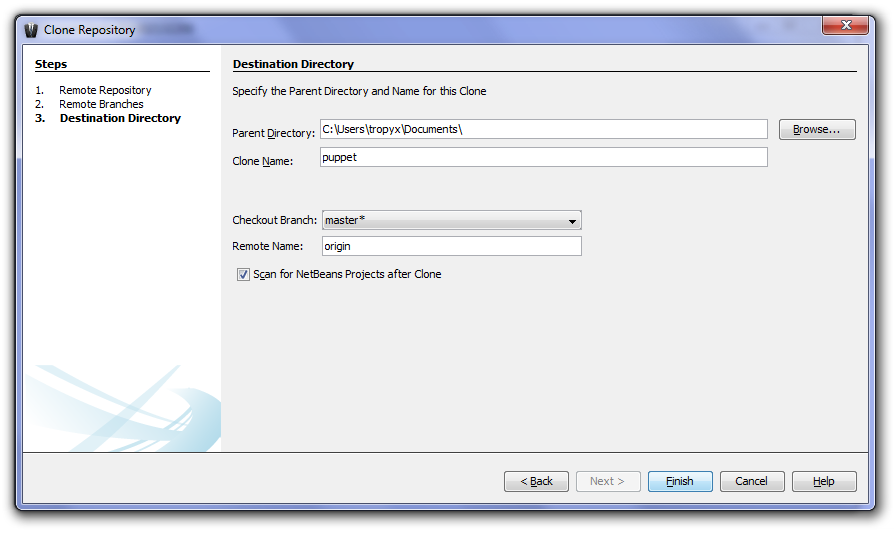 Clone Repository
Steps
1. Remote Repository
2. Remote Branches
3. Destination Directory
Destination Directory
Specify the Parent Directory and Name for this Clone
Parent Directory: C:\Users\tropyx\Documents\ Browse...
Clone Name: puppet
Checkout Branch: master*
Remote Name: origin
Scan for NetBeans Projects after Clone
< Back Next > Finish Cancel Help